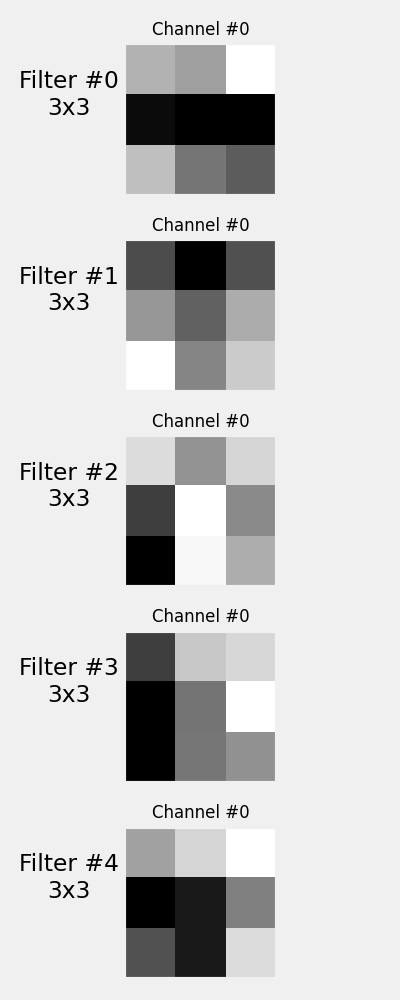 Channel #0
Filter #0
3x3
Channel #0
Filter #1
3x3
Channel #0
Filter #2
3x3
Channel #0
Filter #3
3x3
Channel #0
Filter #4
3x3